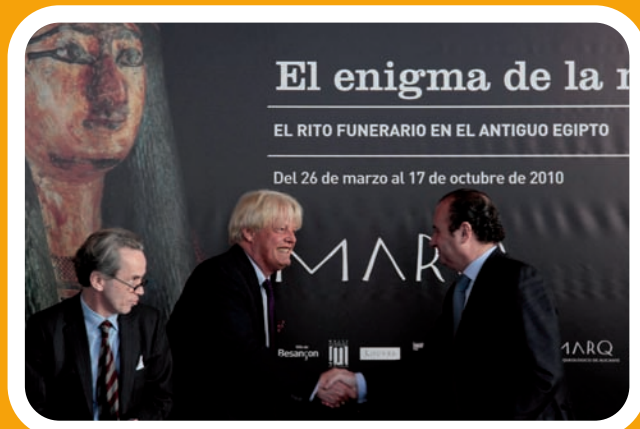 El enigma de la
EL RITO FUNERARIO EN EL ANTIGUO EGIPTO
Del 26 de marzo al 17 de octubre de 2010
MAR
Besançon
LOUVRE
MARQ